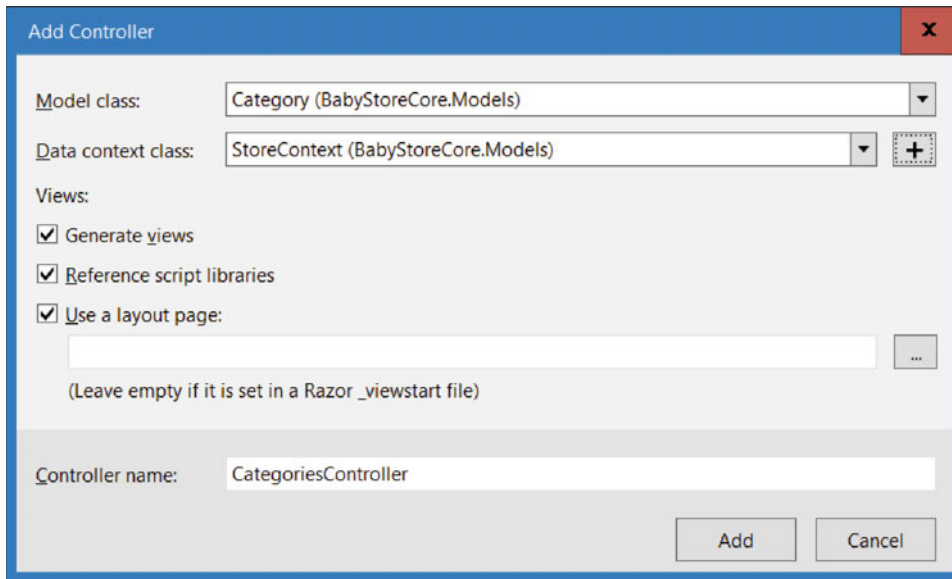 Add Controller
x
Model class: Category (BabyStoreCore.Models)
Data context class: StoreContext (BabyStoreCore.Models) +
Views:
Generate views
Reference script libraries
Use a layout page:
...
(Leave empty if it is set in a Razor _viewstart file)
Controller name: CategoriesController
Add Cancel